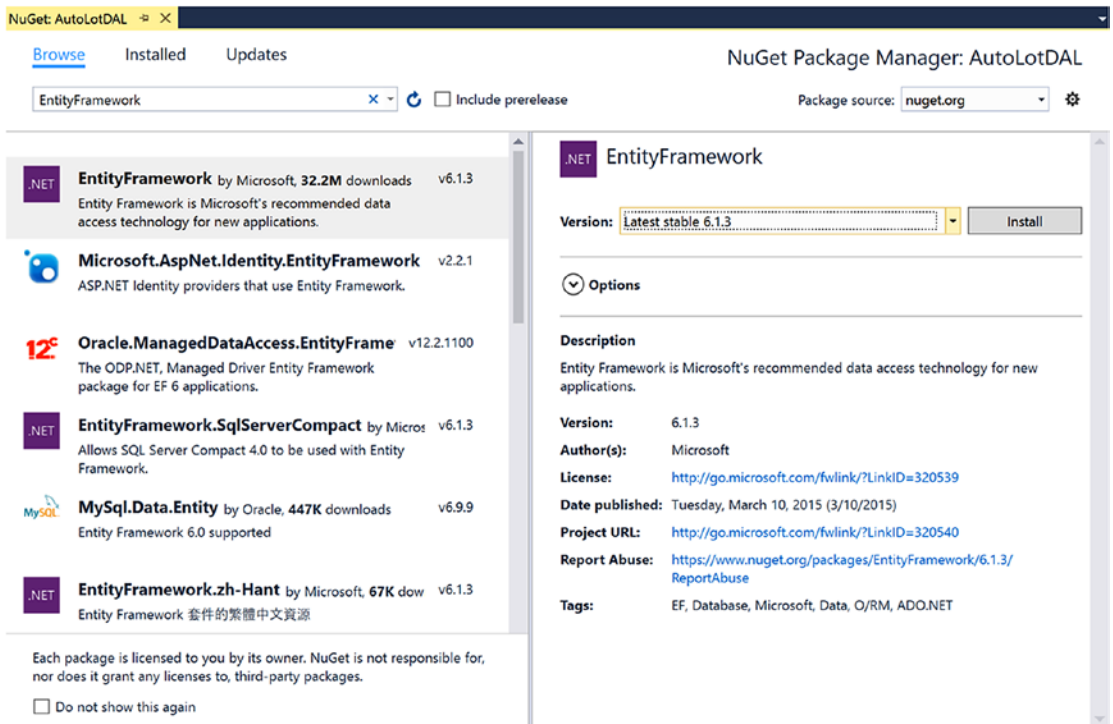 NuGet: AutoLotDAL
Browse Installed Updates
NuGet Package Manager: AutoLotDAL
EntityFramework
Include prerelease
Package source: nuget.org
.NET
EntityFramework by Microsoft, 32.2M downloads v6.1.3
Entity Framework is Microsoft's recommended data
access technology for new applications.
Microsoft.AspNet.Identity.EntityFramework v2.2.1
ASP.NET Identity providers that use Entity Framework.
12c
Oracle.ManagedDataAccess.EntityFrame v12.2.1100
The ODP.NET, Managed Driver Entity Framework
package for EF 6 applications.
.NET
EntityFramework.SqlServerCompact by Micros v6.1.3
Allows SQL Server Compact 4.0 to be used with Entity
Framework.
MySQL
MySql.Data.Entity by Oracle, 447K downloads v6.9.9
Entity Framework 6.0 supported
.NET
EntityFramework.zh-Hant by Microsoft, 67K dow v6.1.3
Entity Framework 套件的繁體中文資源
Each package is licensed to you by its owner. NuGet is not responsible for,
nor does it grant any licenses to, third-party packages.
Do not show this again
.NET
EntityFramework
Version: Latest stable 6.1.3 Install
Options
Description
Entity Framework is Microsoft's recommended data access technology for new
applications.
Version: 6.1.3
Author(s): Microsoft
License: http://go.microsoft.com/fwlink/?LinkID=320539
Date published: Tuesday, March 10, 2015 (3/10/2015)
Project URL: http://go.microsoft.com/fwlink/?LinkID=320540
Report Abuse: https://www.nuget.org/packages/EntityFramework/6.1.3/
ReportAbuse
Tags: EF, Database, Microsoft, Data, O/RM, ADO.NET